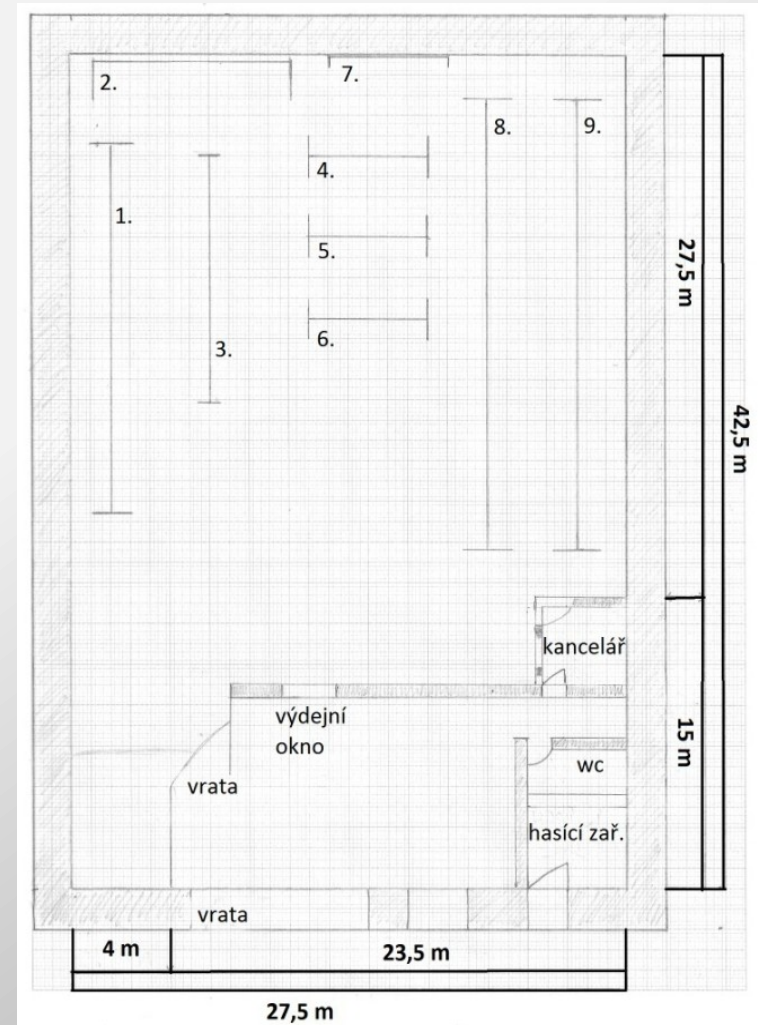 2.
7.
8.
9.
4.
1.
5.
3.
6.
27,5 m
42,5 m
kancelář
výdejní
okno
15 m
wc
vrata
hasící zař.
vrata
4 m
23,5 m
27,5 m